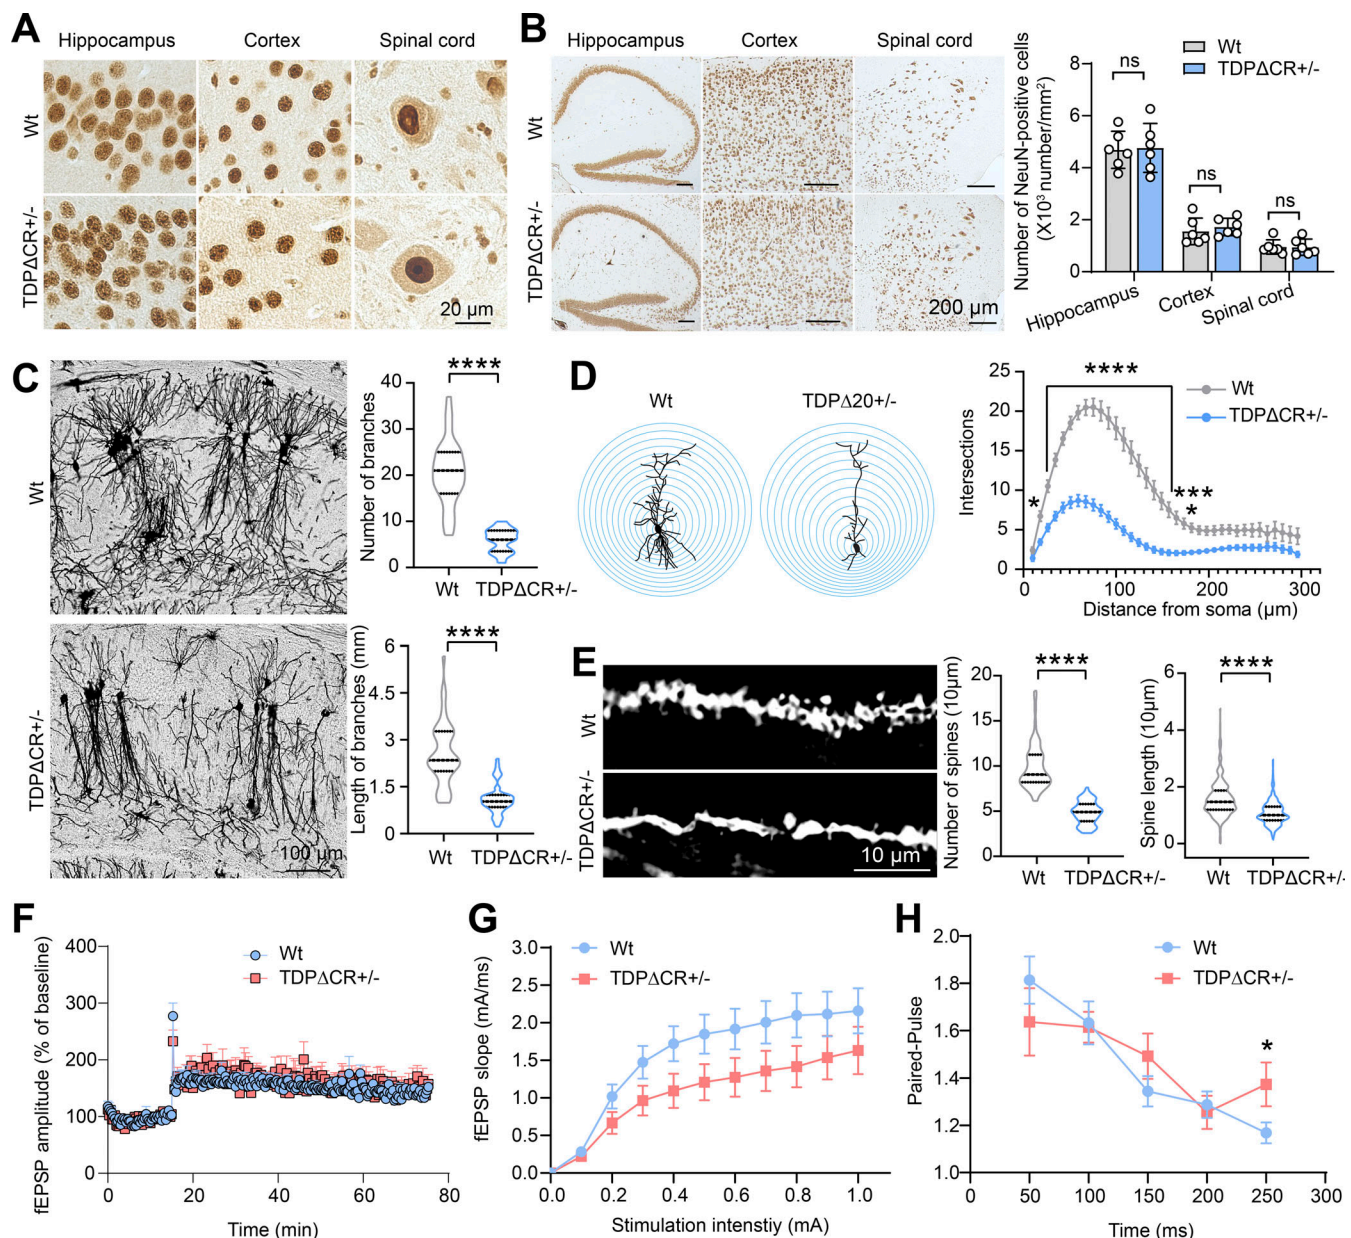 A
Hippocampus
Cortex
Spinal cord
Wt
TDPΔCR+/-
20 µm
B
Hippocampus
Cortex
Spinal cord
Wt
TDPΔCR+/-
200 µm
Number of NeuN-positive cells
(X10³ number/mm²)
8
6
4
2
0
ns
ns
ns
Wt
TDPΔCR+/-
Hippocampus
Cortex
Spinal cord
C
Wt
TDPΔCR+/-
100 µm
Number of branches
40
30
20
10
0
****
Wt
TDPΔCR+/-
Length of branches (mm)
6
4.5
3
1.5
0
****
Wt
TDPΔCR+/-
D
Wt
TDPΔ20+/-
Intersections
25
20
15
10
5
0
****
*
***
*
Wt
TDPΔCR+/-
0
100
200
300
Distance from soma (µm)
E
Wt
TDPΔCR+/-
10 µm
Number of spines (10µm)
20
15
10
5
0
****
Wt
TDPΔCR+/-
Spine length (10µm)
6
4
2
0
****
Wt
TDPΔCR+/-
F
fEPSP amplitude (% of baseline)
400
300
200
100
0
Wt
TDPΔCR+/-
0
20
40
60
80
Time (min)
G
fEPSP slope (mA/ms)
3.0
2.5
2.0
1.5
1.0
0.5
0.0
Wt
TDPΔCR+/-
0.0
0.2
0.4
0.6
0.8
1.0
Stimulation intenstiy (mA)
H
Paired-Pulse
2.0
1.8
1.6
1.4
1.2
1.0
Wt
TDPΔCR+/-
*
50
100
150
200
250
300
Time (ms)